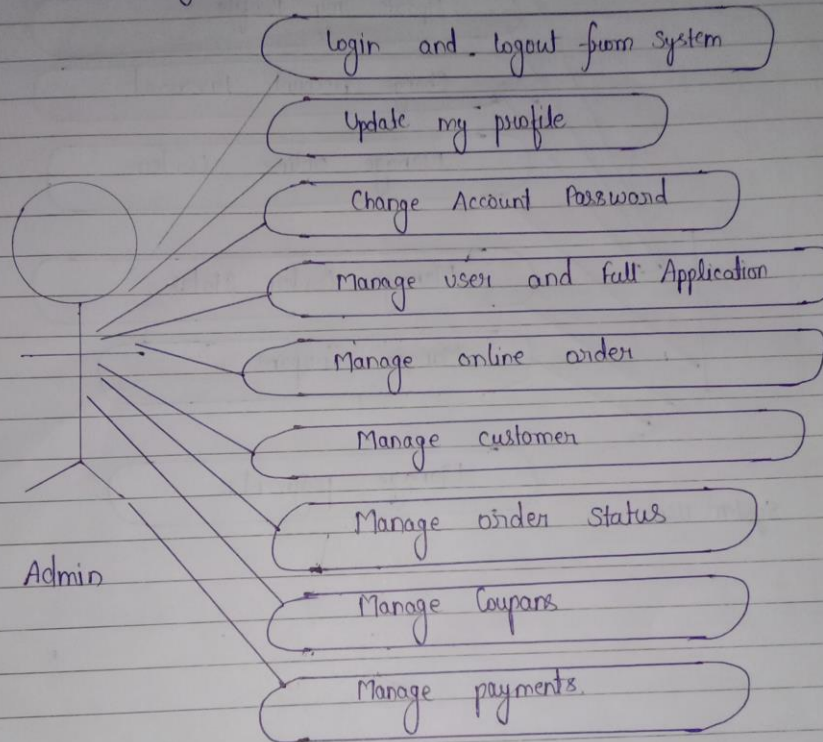 Login and logout from system
Update my profile
Change Account Password
Manage user and full Application
Manage online order
Manage customer
Manage order status
Admin
Manage Coupans
Manage payments.